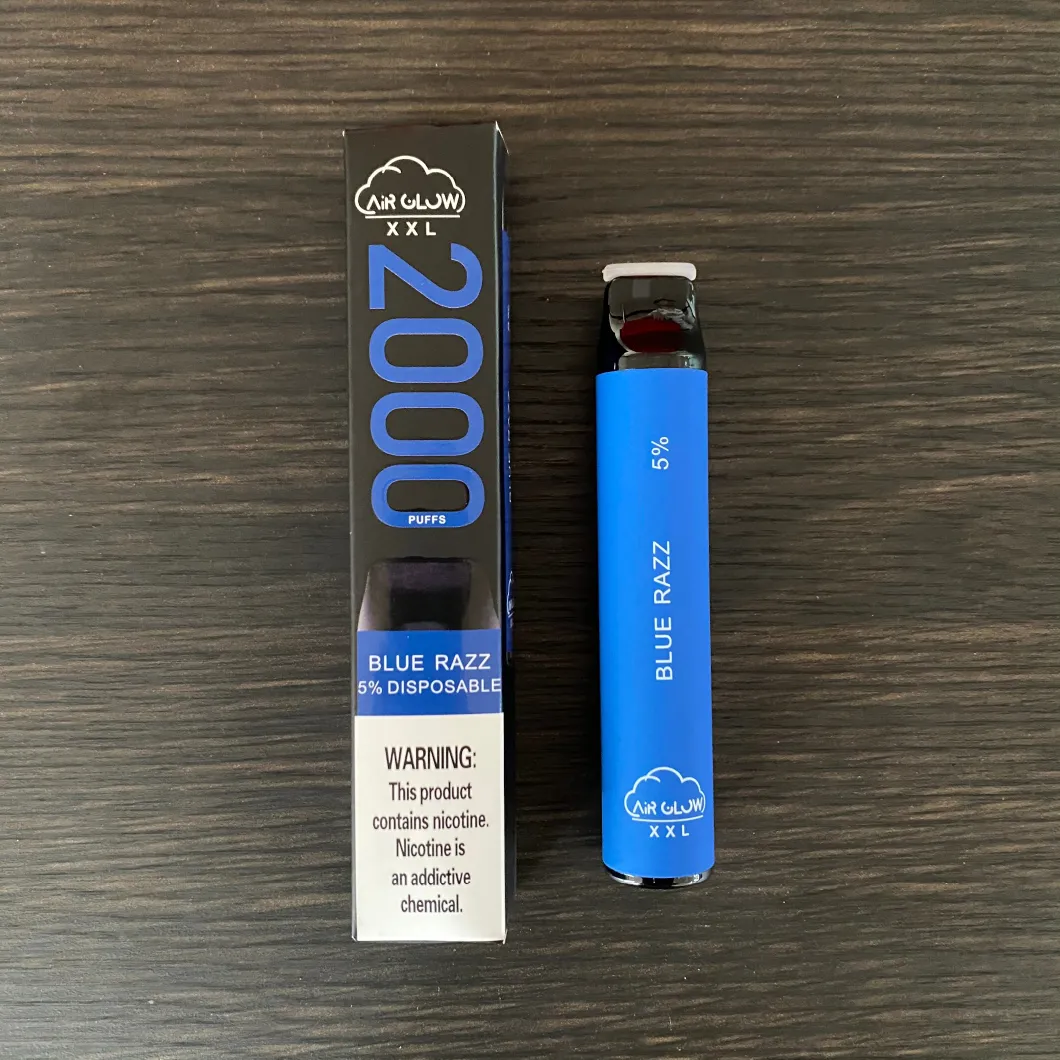 AIR GLOW
XXL
2000
PUFFS
BLUE RAZZ
5% DISPOSABLE
WARNING:
This product
contains nicotine.
Nicotine is
an addictive
chemical.
BLUE RAZZ 5%
AIR GLOW
XXL